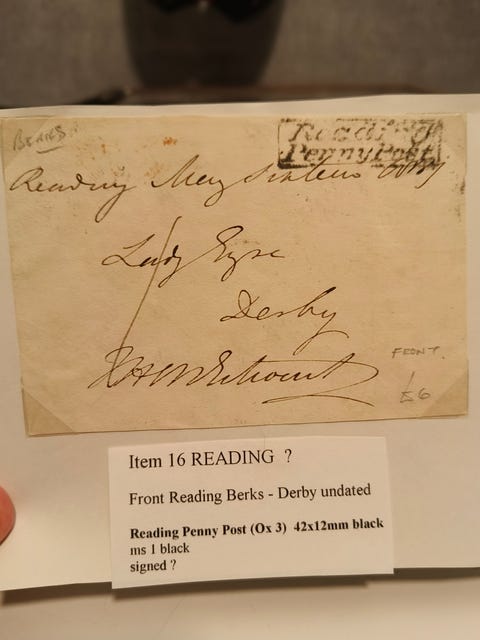 BERKS
Reading
Penny Post
Reading May Sixteen
Lady Eyre
Derby
FRONT.
£6
Item 16 READING ?
Front Reading Berks - Derby undated
Reading Penny Post (Ox 3) 42x12mm black
ms 1 black
signed ?